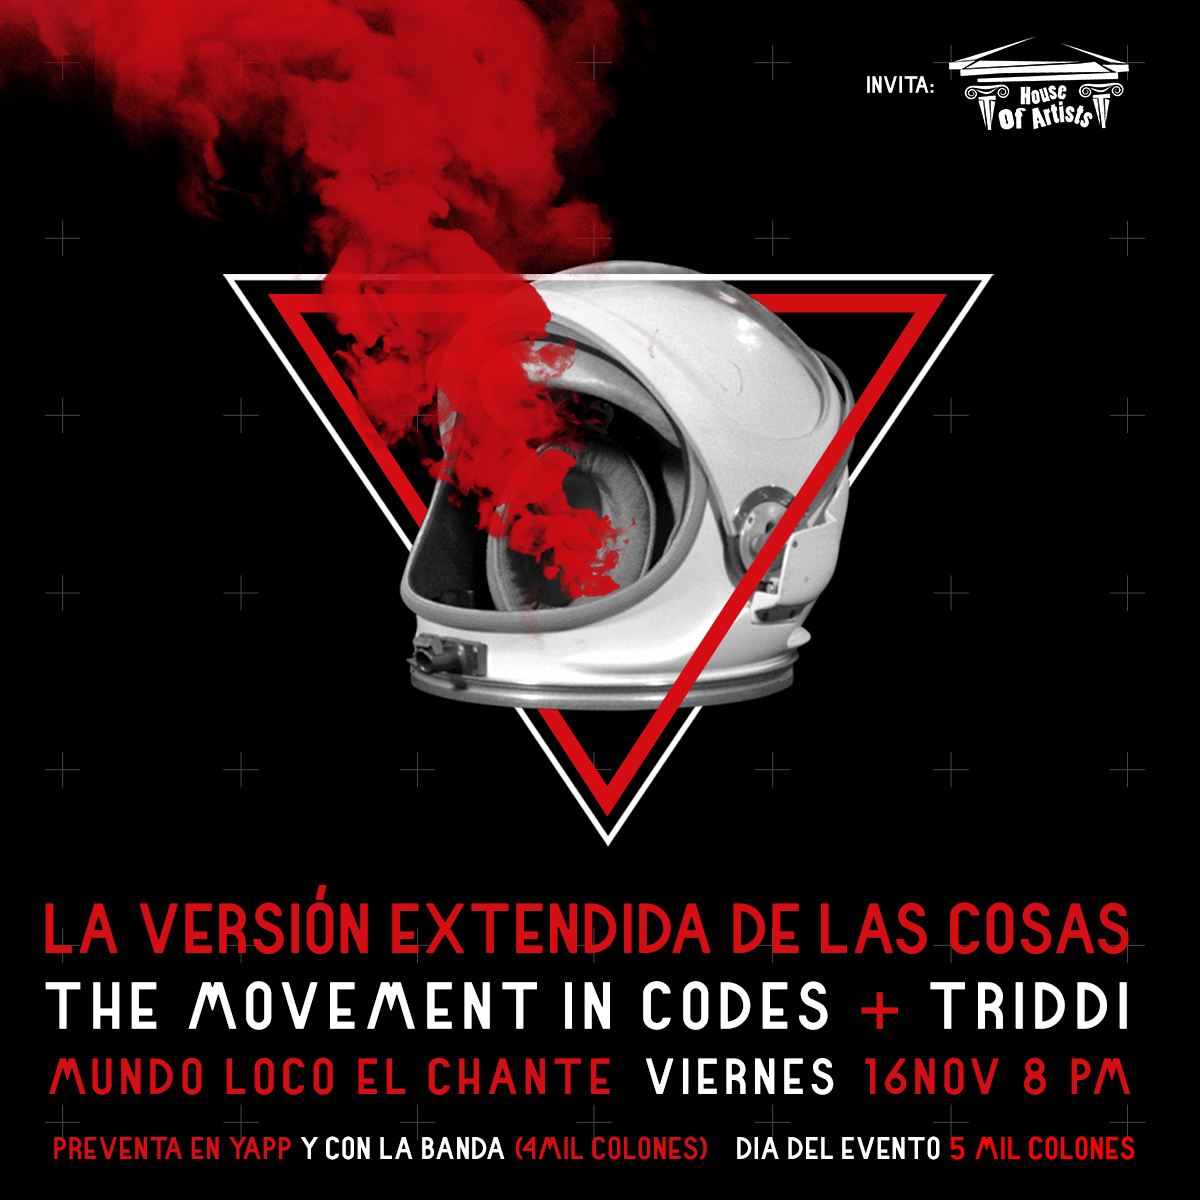 INVITA:
House
Of Artists
LA VERSIÓN EXTENDIDA DE LAS COSAS
THE MOVEMENT IN CODES + TRIDDI
MUNDO LOCO EL CHANTE VIERNES 16NOV 8 PM
PREVENTA EN YAPP Y CON LA BANDA (4MIL COLONES) DIA DEL EVENTO 5 MIL COLONES